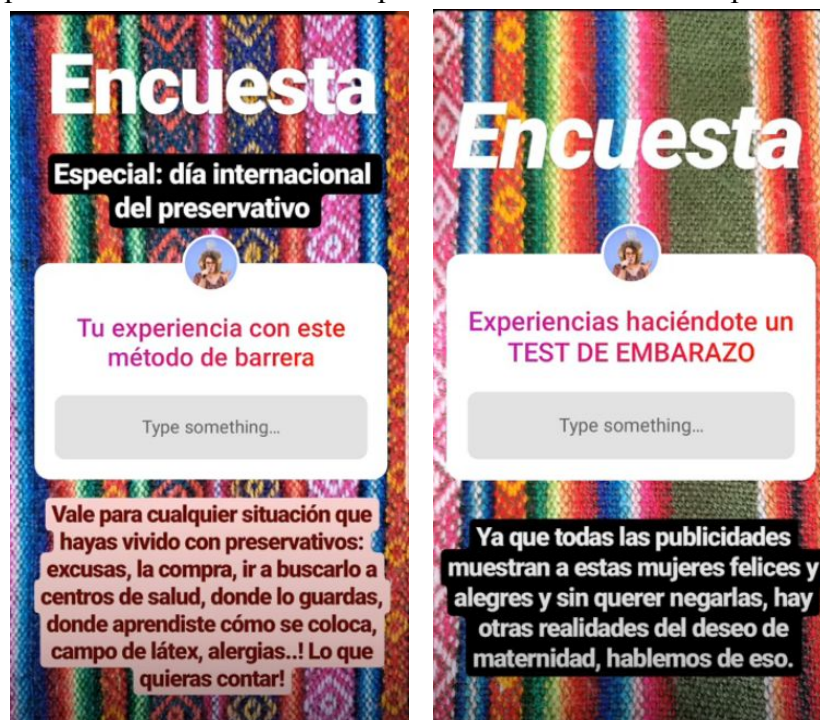 Encuesta
Especial: día internacional
del preservativo
Tu experiencia con este
método de barrera
Type something...
Vale para cualquier situación que
hayas vivido con preservativos:
excusas, la compra, ir a buscarlo a
centros de salud, donde lo guardas,
donde aprendiste cómo se coloca,
campo de látex, alergias..! Lo que
quieras contar!
Encuesta
Experiencias haciéndote un
TEST DE EMBARAZO
Type something...
Ya que todas las publicidades
muestran a estas mujeres felices y
alegres y sin querer negarlas, hay
otras realidades del deseo de
maternidad, hablemos de eso.